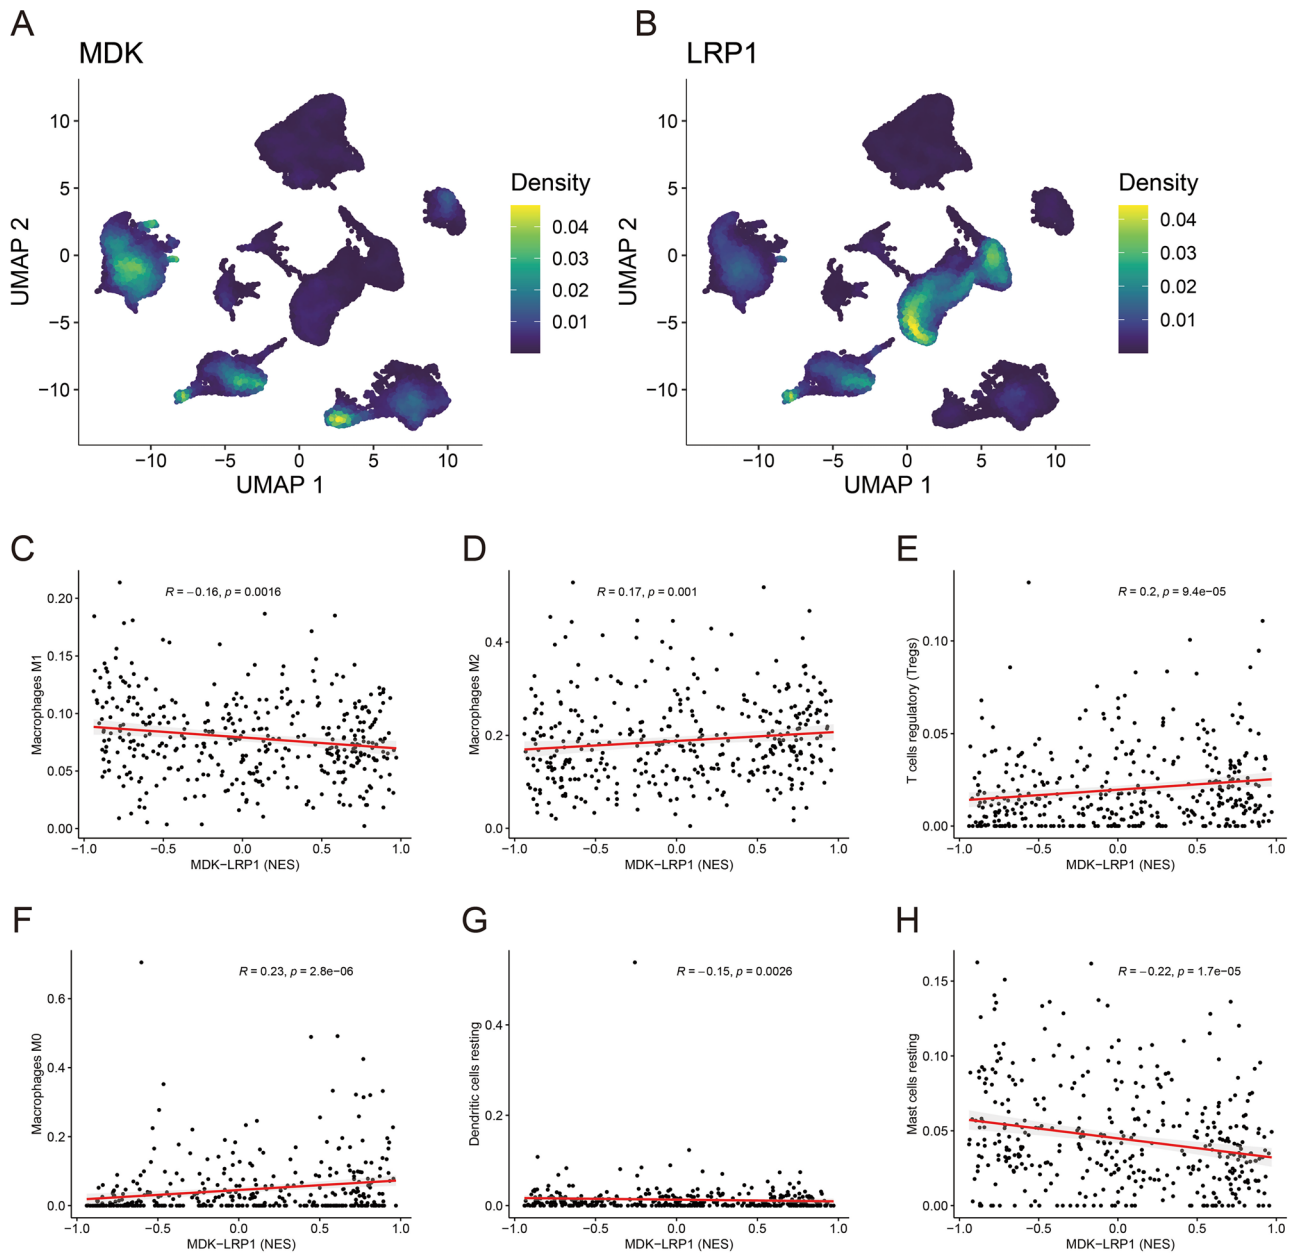 A
MDK
10
5
0
−5
−10
UMAP 2
−10
−5
0
5
10
UMAP 1
Density
0.04
0.03
0.02
0.01
B
LRP1
10
5
0
−5
−10
UMAP 2
−10
−5
0
5
10
UMAP 1
Density
0.04
0.03
0.02
0.01
C
R = −0.16, p = 0.0016
0.20
0.15
0.10
0.05
0.00
Macrophages M1
−1.0
−0.5
0.0
0.5
1.0
MDK−LRP1 (NES)
D
R = 0.17, p = 0.001
0.4
0.2
0.0
Macrophages M2
−1.0
−0.5
0.0
0.5
1.0
MDK−LRP1 (NES)
E
R = 0.2, p = 9.4e−05
0.10
0.05
0.00
T cells regulatory (Tregs)
−1.0
−0.5
0.0
0.5
1.0
MDK−LRP1 (NES)
F
R = 0.23, p = 2.8e−06
0.6
0.4
0.2
0.0
Macrophages M0
−1.0
−0.5
0.0
0.5
1.0
MDK−LRP1 (NES)
G
R = −0.15, p = 0.0026
0.4
0.2
0.0
Dendritic cells resting
−1.0
−0.5
0.0
0.5
1.0
MDK−LRP1 (NES)
H
R = −0.22, p = 1.7e−05
0.15
0.10
0.05
0.00
Mast cells resting
−1.0
−0.5
0.0
0.5
1.0
MDK−LRP1 (NES)